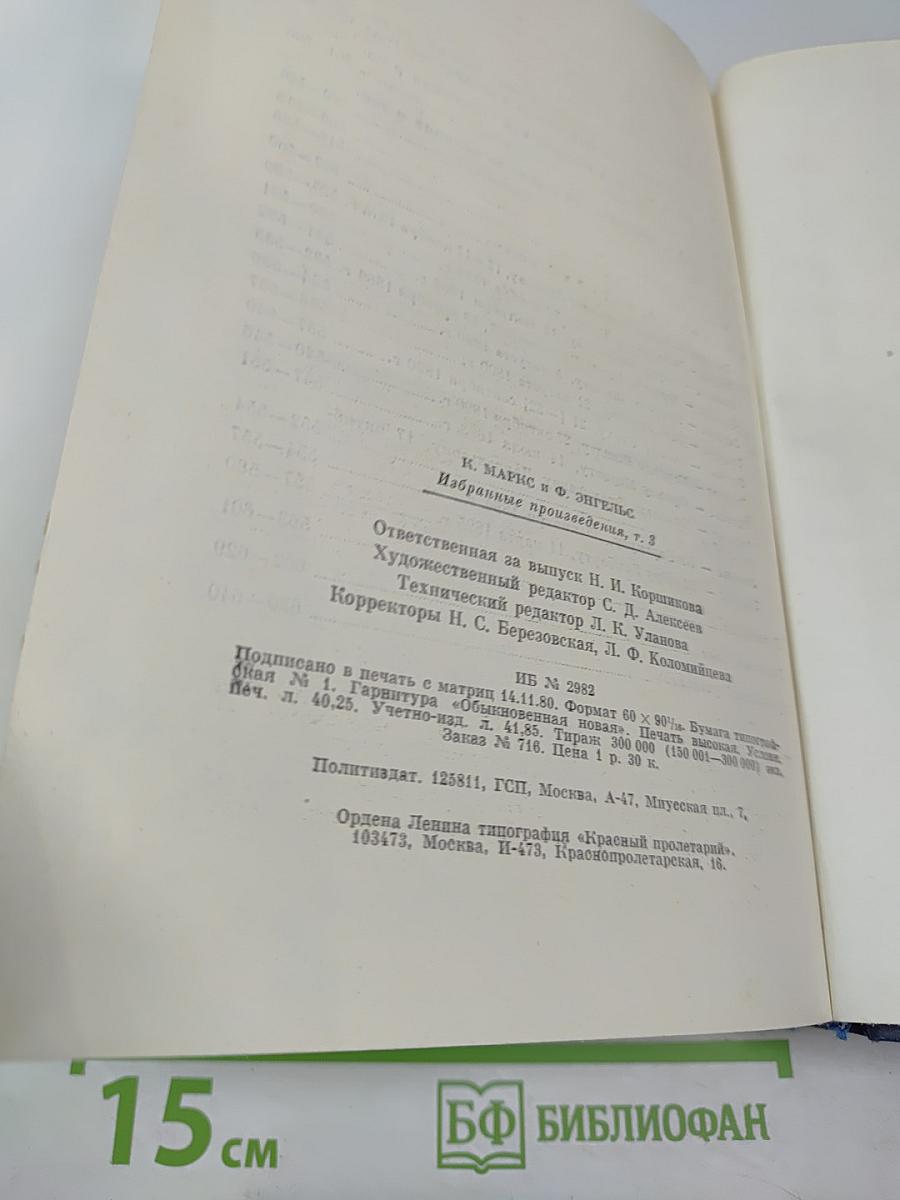 К. МАРКС и Ф. ЭНГЕЛЬС
Избранные произведения, т. 3
Ответственная за выпуск Н. И. Коршикова
Художественный редактор С. Д. Алексеев
Технический редактор Л. К. Уланова
Корректоры Н. С. Березовская, Л. Ф. Коломийцева
ИБ № 2982
Подписано в печать с матриц 14.11.80. Формат 60 × 90 1/16. Бумага типограф-
ская № 1. Гарнитура «Обыкновенная новая». Печать высокая. Услов.
печ. л. 40,25. Учетно-изд. л. 41,85. Тираж 300 000 (150 001—300 000) экз.
Заказ № 716. Цена 1 р. 30 к.
Политиздат. 125811, ГСП, Москва, А-47, Миусская пл., 7.
Ордена Ленина типография «Красный пролетарий».
103473, Москва, И-473, Краснопролетарская, 16.
15 см
БФ БИБЛИОФАН